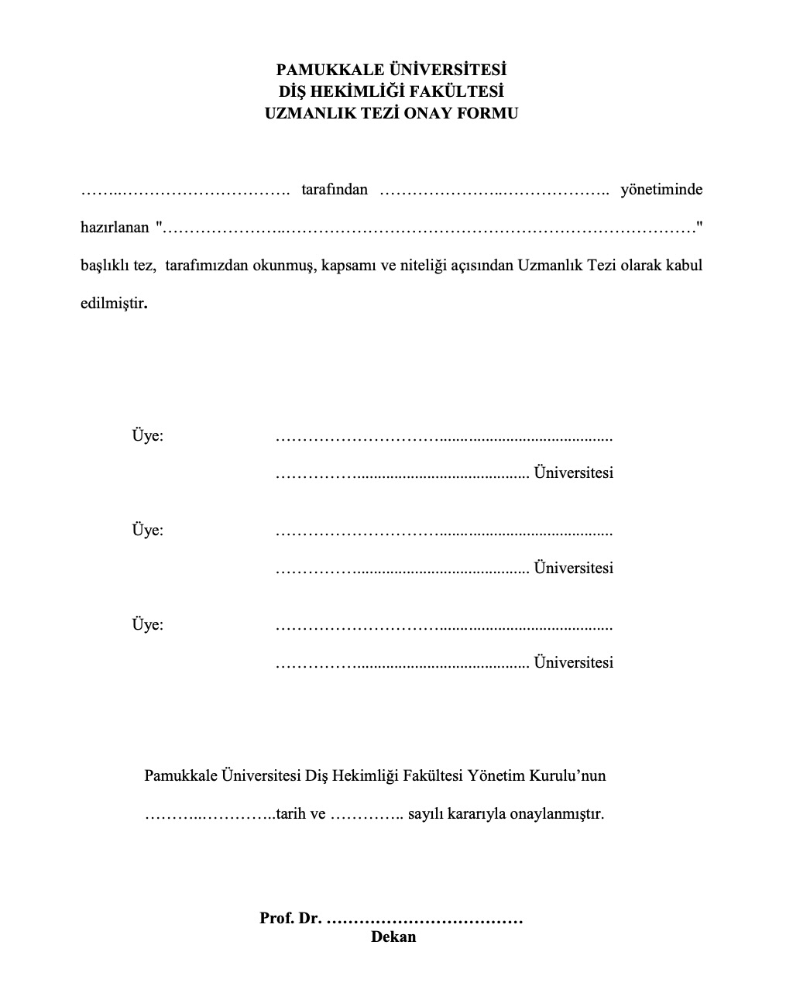 PAMUKKALE ÜNİVERSİTESİ
DİŞ HEKİMLİĞİ FAKÜLTESİ
UZMANLIK TEZİ ONAY FORMU
……..…………………………. tarafından …………………..……………….. yönetiminde
hazırlanan "…………………..…………………………………………………………………"
başlıklı tez,  tarafımızdan okunmuş, kapsamı ve niteliği açısından Uzmanlık Tezi olarak kabul
edilmiştir.
Üye: …………………………..........................................
……………........................................... Üniversitesi
Üye: …………………………..........................................
……………........................................... Üniversitesi
Üye: …………………………..........................................
……………........................................... Üniversitesi
Pamukkale Üniversitesi Diş Hekimliği Fakültesi Yönetim Kurulu’nun
………..…………..tarih ve ………….. sayılı kararıyla onaylanmıştır.
Prof. Dr. ………………………………
Dekan